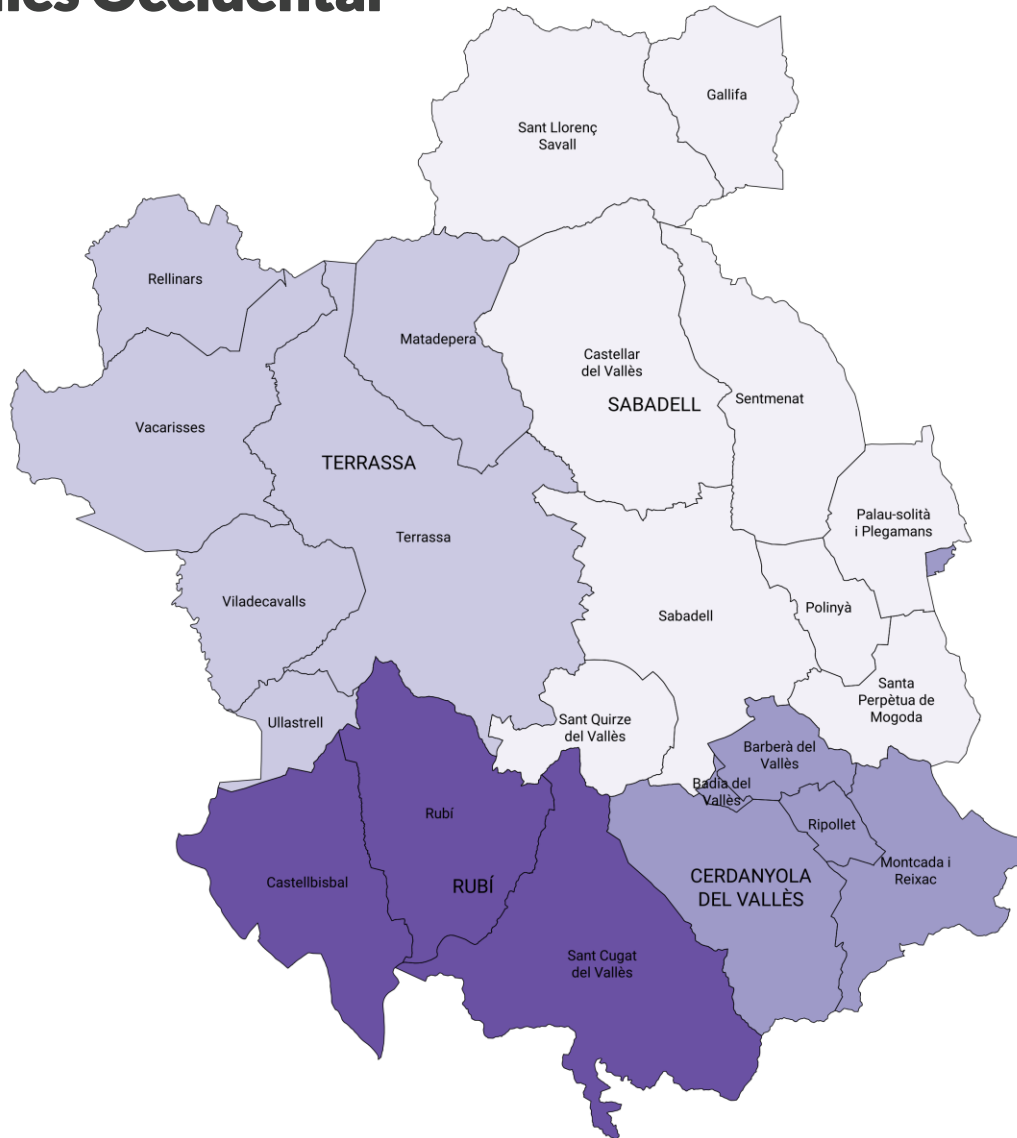 Occidental
Gallifa
Sant Llorenç
Savall
Rellinars
Matadepera
Castellar
del Vallès
SABADELL
Sentmenat
Vacarisses
TERRASSA
Palau-solità
i Plegamans
Terrassa
Viladecavalls
Polinyà
Sabadell
Santa
Perpètua de
Mogoda
Ullastrell
Sant Quirze
del Vallès
Barberà del
Vallès
Badia del
Vallès
Rubí
Ripollet
Montcada i
Reixac
Castellbisbal
RUBÍ
CERDANYOLA
DEL VALLÈS
Sant Cugat
del Vallès